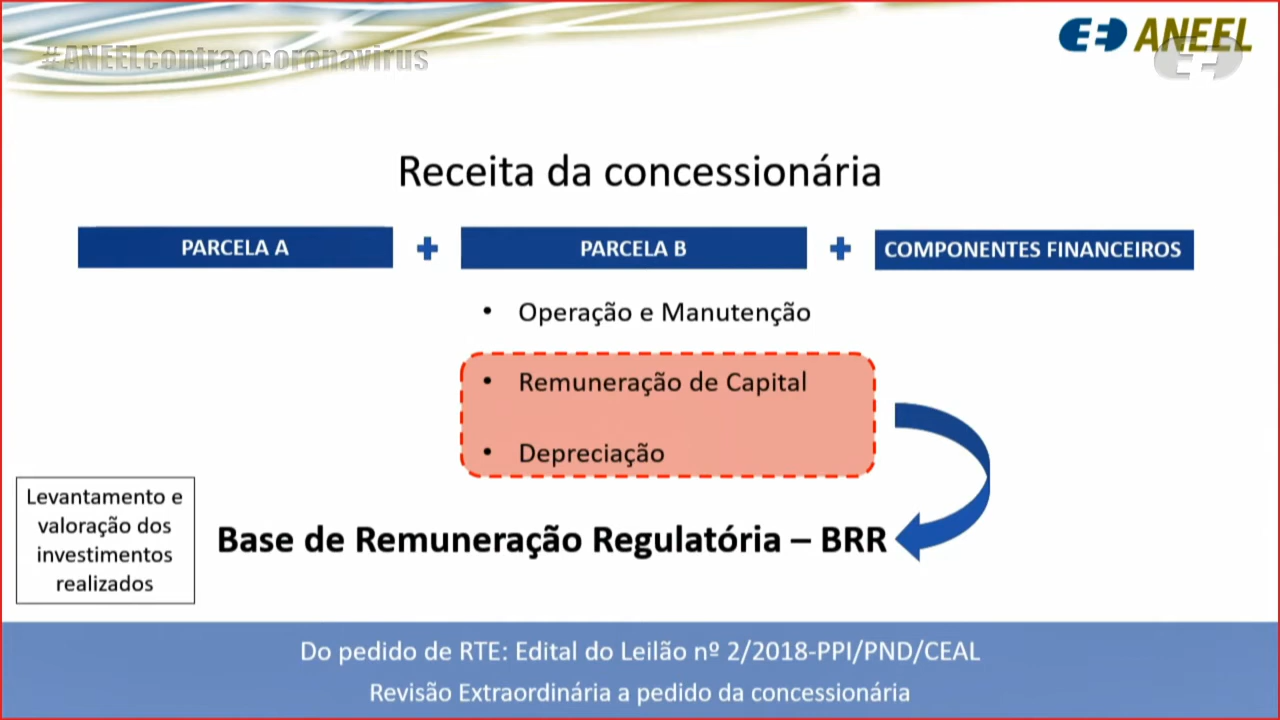 #ANEELcontraocoronavirus
ANEEL
Receita da concessionária
PARCELA A + PARCELA B + COMPONENTES FINANCEIROS
• Operação e Manutenção
• Remuneração de Capital
• Depreciação
Levantamento e
valoração dos
investimentos
realizados
Base de Remuneração Regulatória – BRR
Do pedido de RTE: Edital do Leilão nº 2/2018-PPI/PND/CEAL
Revisão Extraordinária a pedido da concessionária